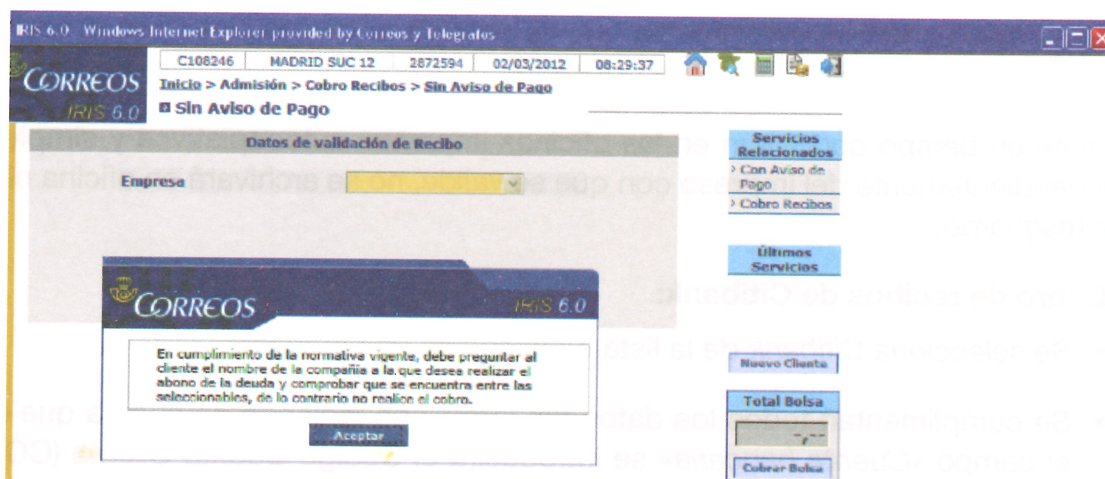 IRIS 6.0 Windows Internet Explorer provided by Correos y Telegrafos
C108246 MADRID SUC 12 2872594 02/03/2012 08:29:37
CORREOS
IRIS 6.0
Inicio > Admisión > Cobro Recibos > Sin Aviso de Pago
Sin Aviso de Pago
Datos de validación de Recibo
Empresa
Servicios
Relacionados
> Con Aviso de
Pago
> Cobro Recibos
Últimos
Servicios
CORREOS
IRIS 6.0
En cumplimiento de la normativa vigente, debe preguntar al
cliente el nombre de la compañia a la que desea realizar el
abono de la deuda y comprobar que se encuentra entre las
seleccionables, de lo contrario no realice el cobro.
Aceptar
Nuevo Cliente
Total Bolsa
-,--
Cobrar Bolsa